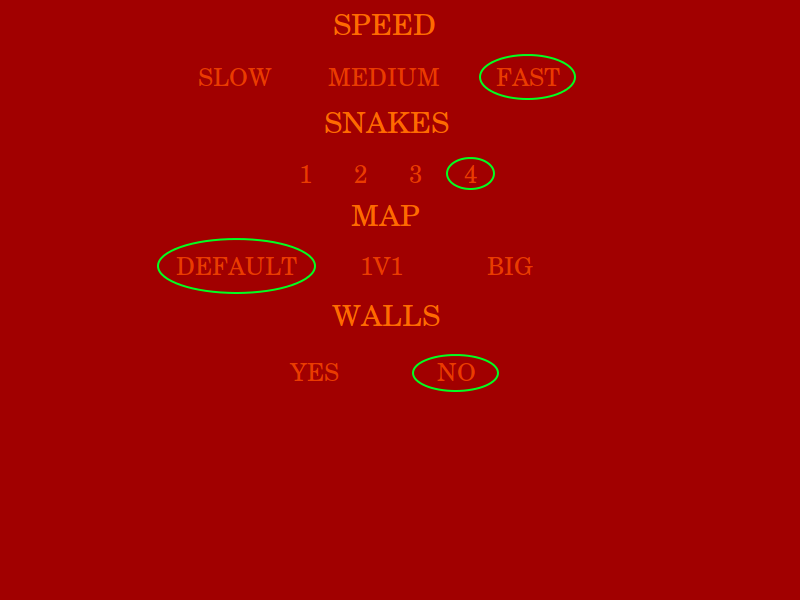 SPEED
SLOW MEDIUM FAST
SNAKES
1 2 3 4
MAP
DEFAULT 1V1 BIG
WALLS
YES NO